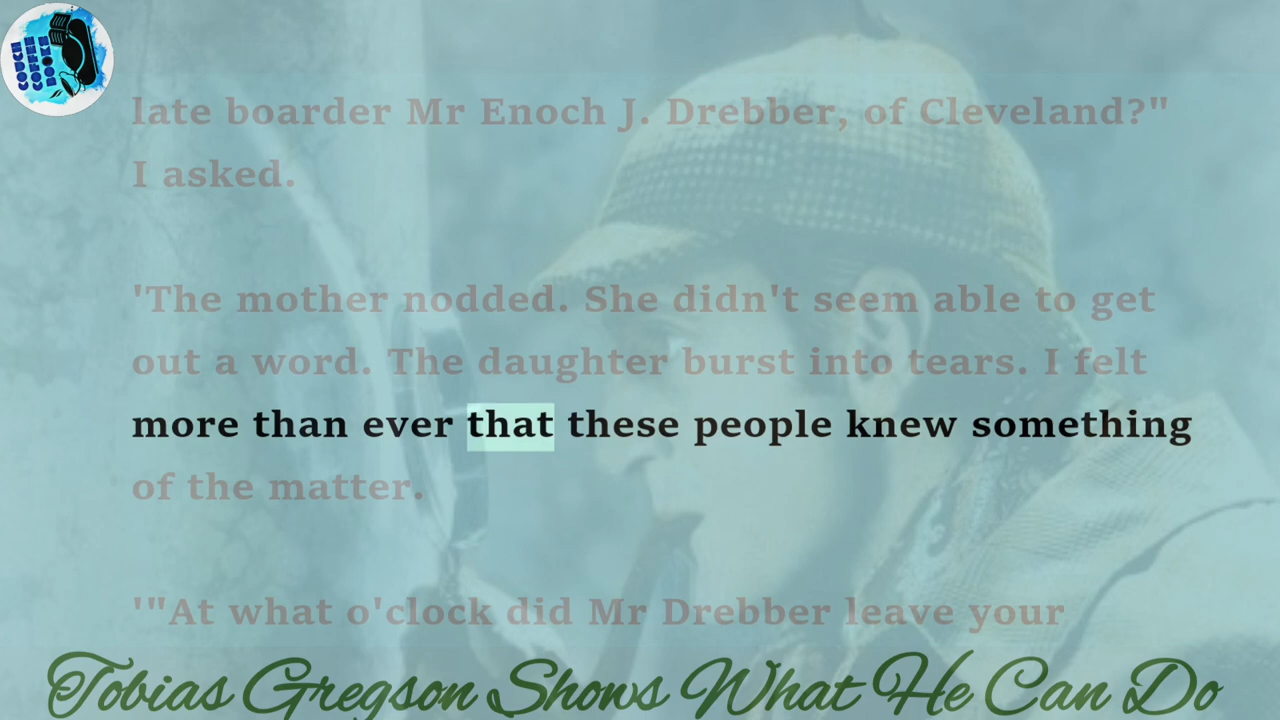 late boarder Mr Enoch J. Drebber, of Cleveland?"
I asked.
'The mother nodded. She didn't seem able to get
out a word. The daughter burst into tears. I felt
more than ever that these people knew something
of the matter.
'"At what o'clock did Mr Drebber leave your
Tobias Gregson Shows What He Can Do